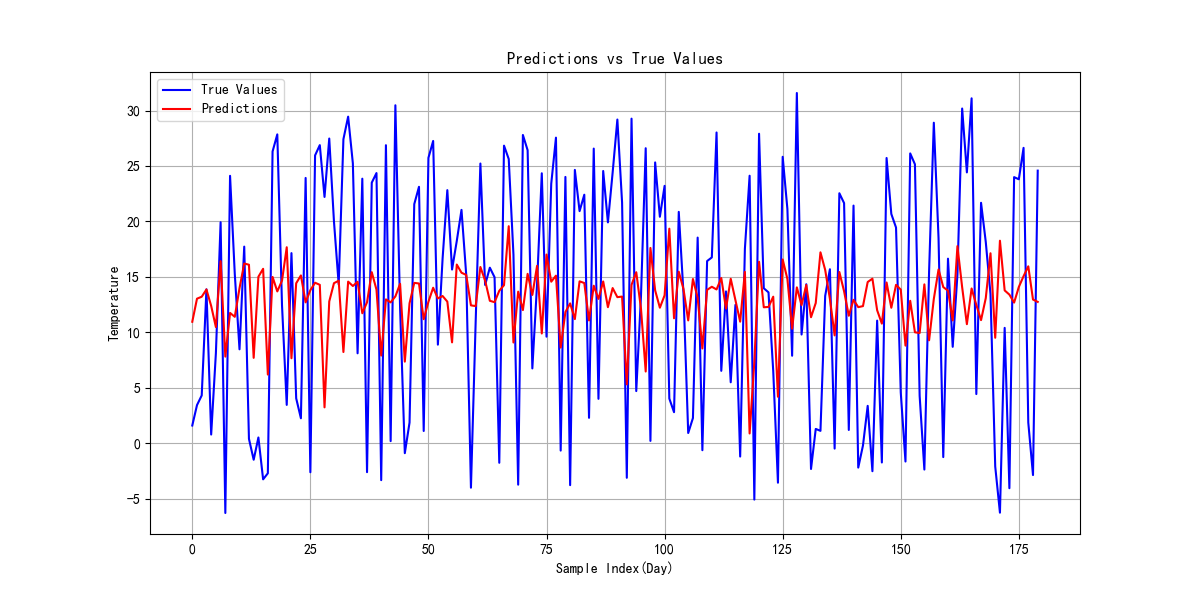 Predictions vs True Values
True Values
Predictions
30
25
20
15
10
5
0
−5
Temperature
0 25 50 75 100 125 150 175
Sample Index(Day)